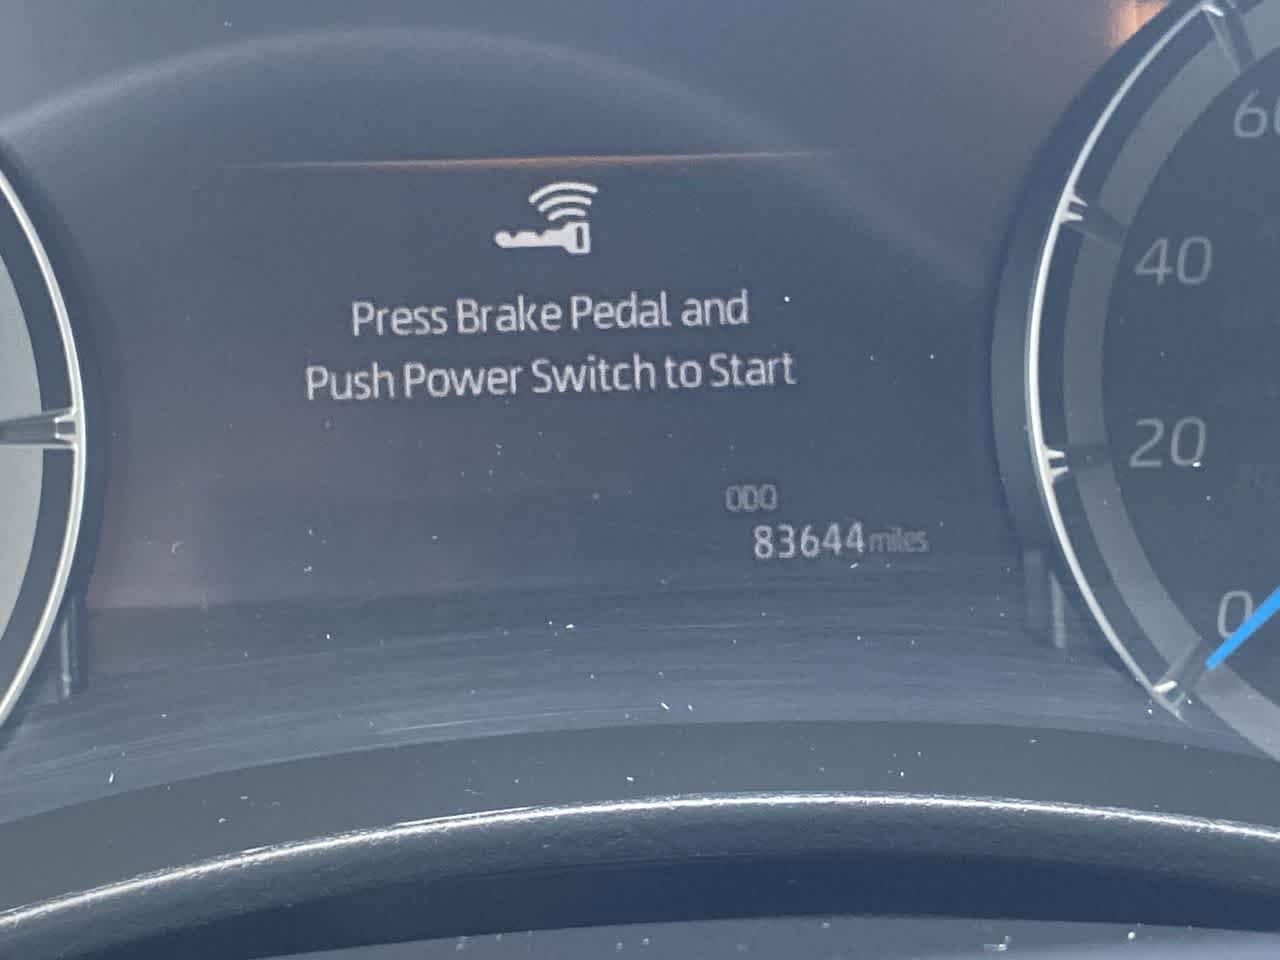 Press Brake Pedal and
Push Power Switch to Start
ODO
83644 miles
60
40
20
0